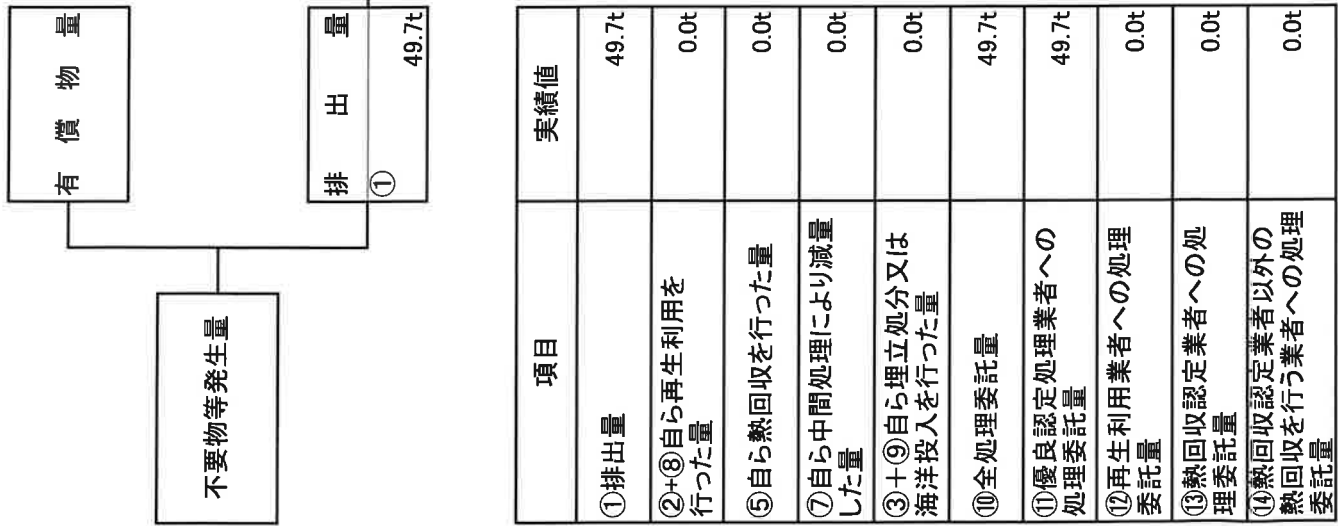 有償物量
不要物等発生量
排出量
①
49.7t
項目
実績値
①排出量
49.7t
②+⑧自ら再生利用を
行った量
0.0t
⑤自ら熱回収を行った量
0.0t
⑦自ら中間処理により減量
した量
0.0t
③+⑨自ら埋立処分又は
海洋投入を行った量
0.0t
⑩全処理委託量
49.7t
⑪優良認定処理業者への
処理委託量
49.7t
⑫再生利用業者への処理
委託量
0.0t
⑬熱回収認定業者への処
理委託量
0.0t
⑭熱回収認定業者以外の
熱回収を行う業者への処理
委託量
0.0t